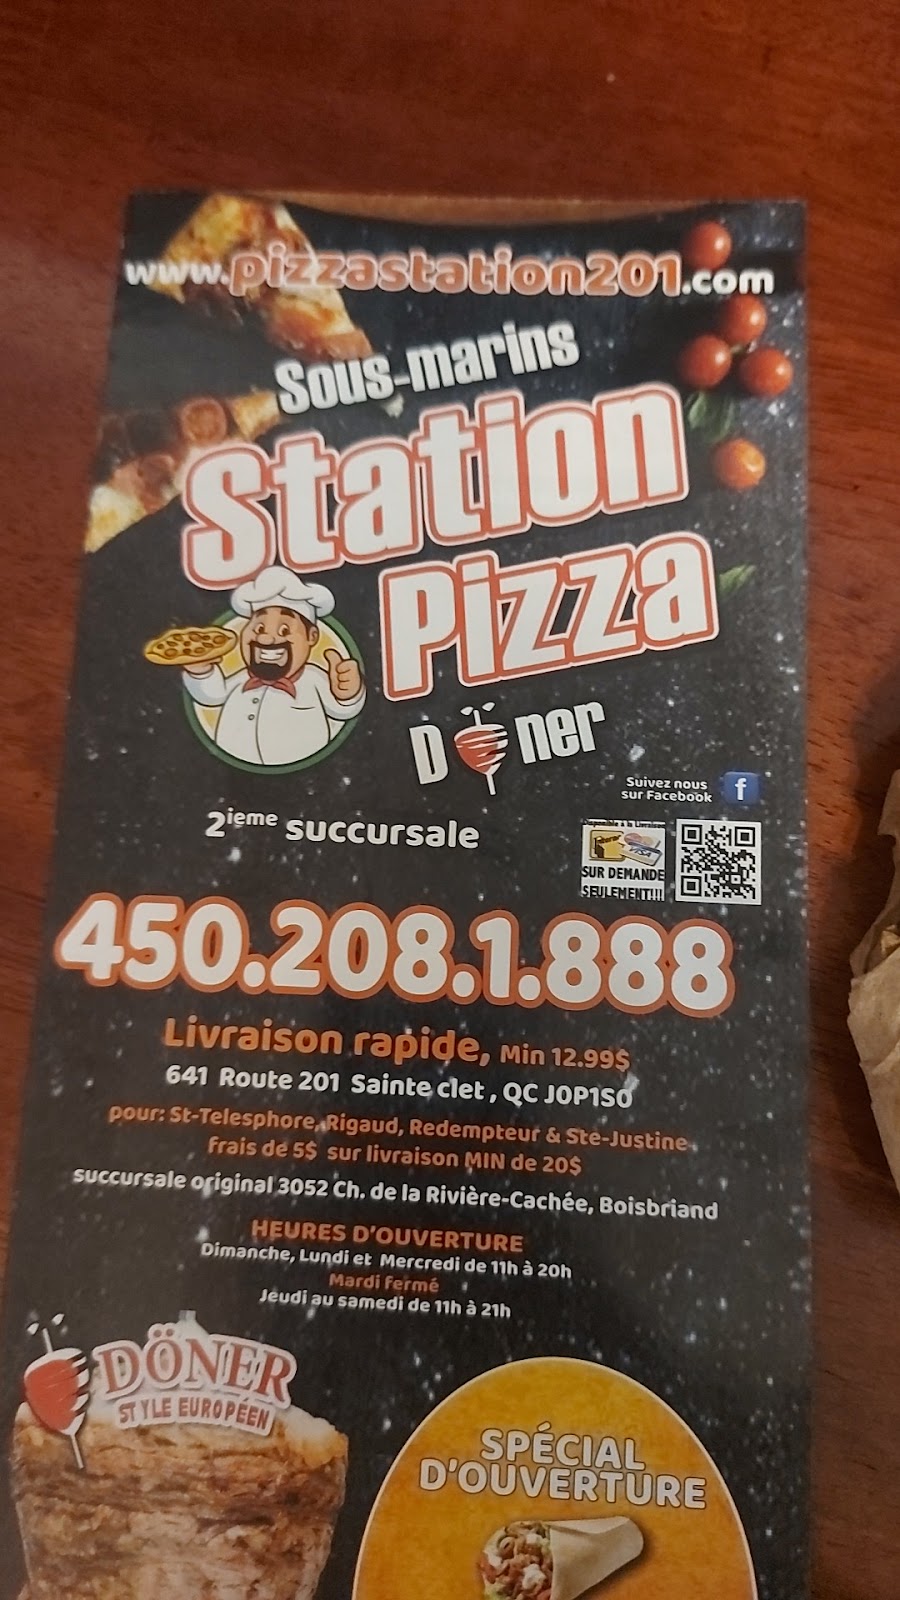 www.pizzastation201.com
Sous-marins
Station
Pizza
Döner
Suivez nous
sur Facebook
f
2ieme succursale
Disponible à la Livraison
SUR DEMANDE
SEULEMENT!!!
450.208.1.888
Livraison rapide, Min 12.99$
641 Route 201 Sainte clet, QC J0P1S0
pour: St-Telesphore, Rigaud, Redempteur & Ste-Justine
frais de 5$ sur livraison MIN de 20$
succursale original 3052 Ch. de la Rivière-Cachée, Boisbriand
HEURES D'OUVERTURE
Dimanche, Lundi et Mercredi de 11h à 20h
Mardi Fermé
Jeudi au samedi de 11h à 21h
DÖNER
STYLE EUROPÉEN
SPÉCIAL
D'OUVERTURE